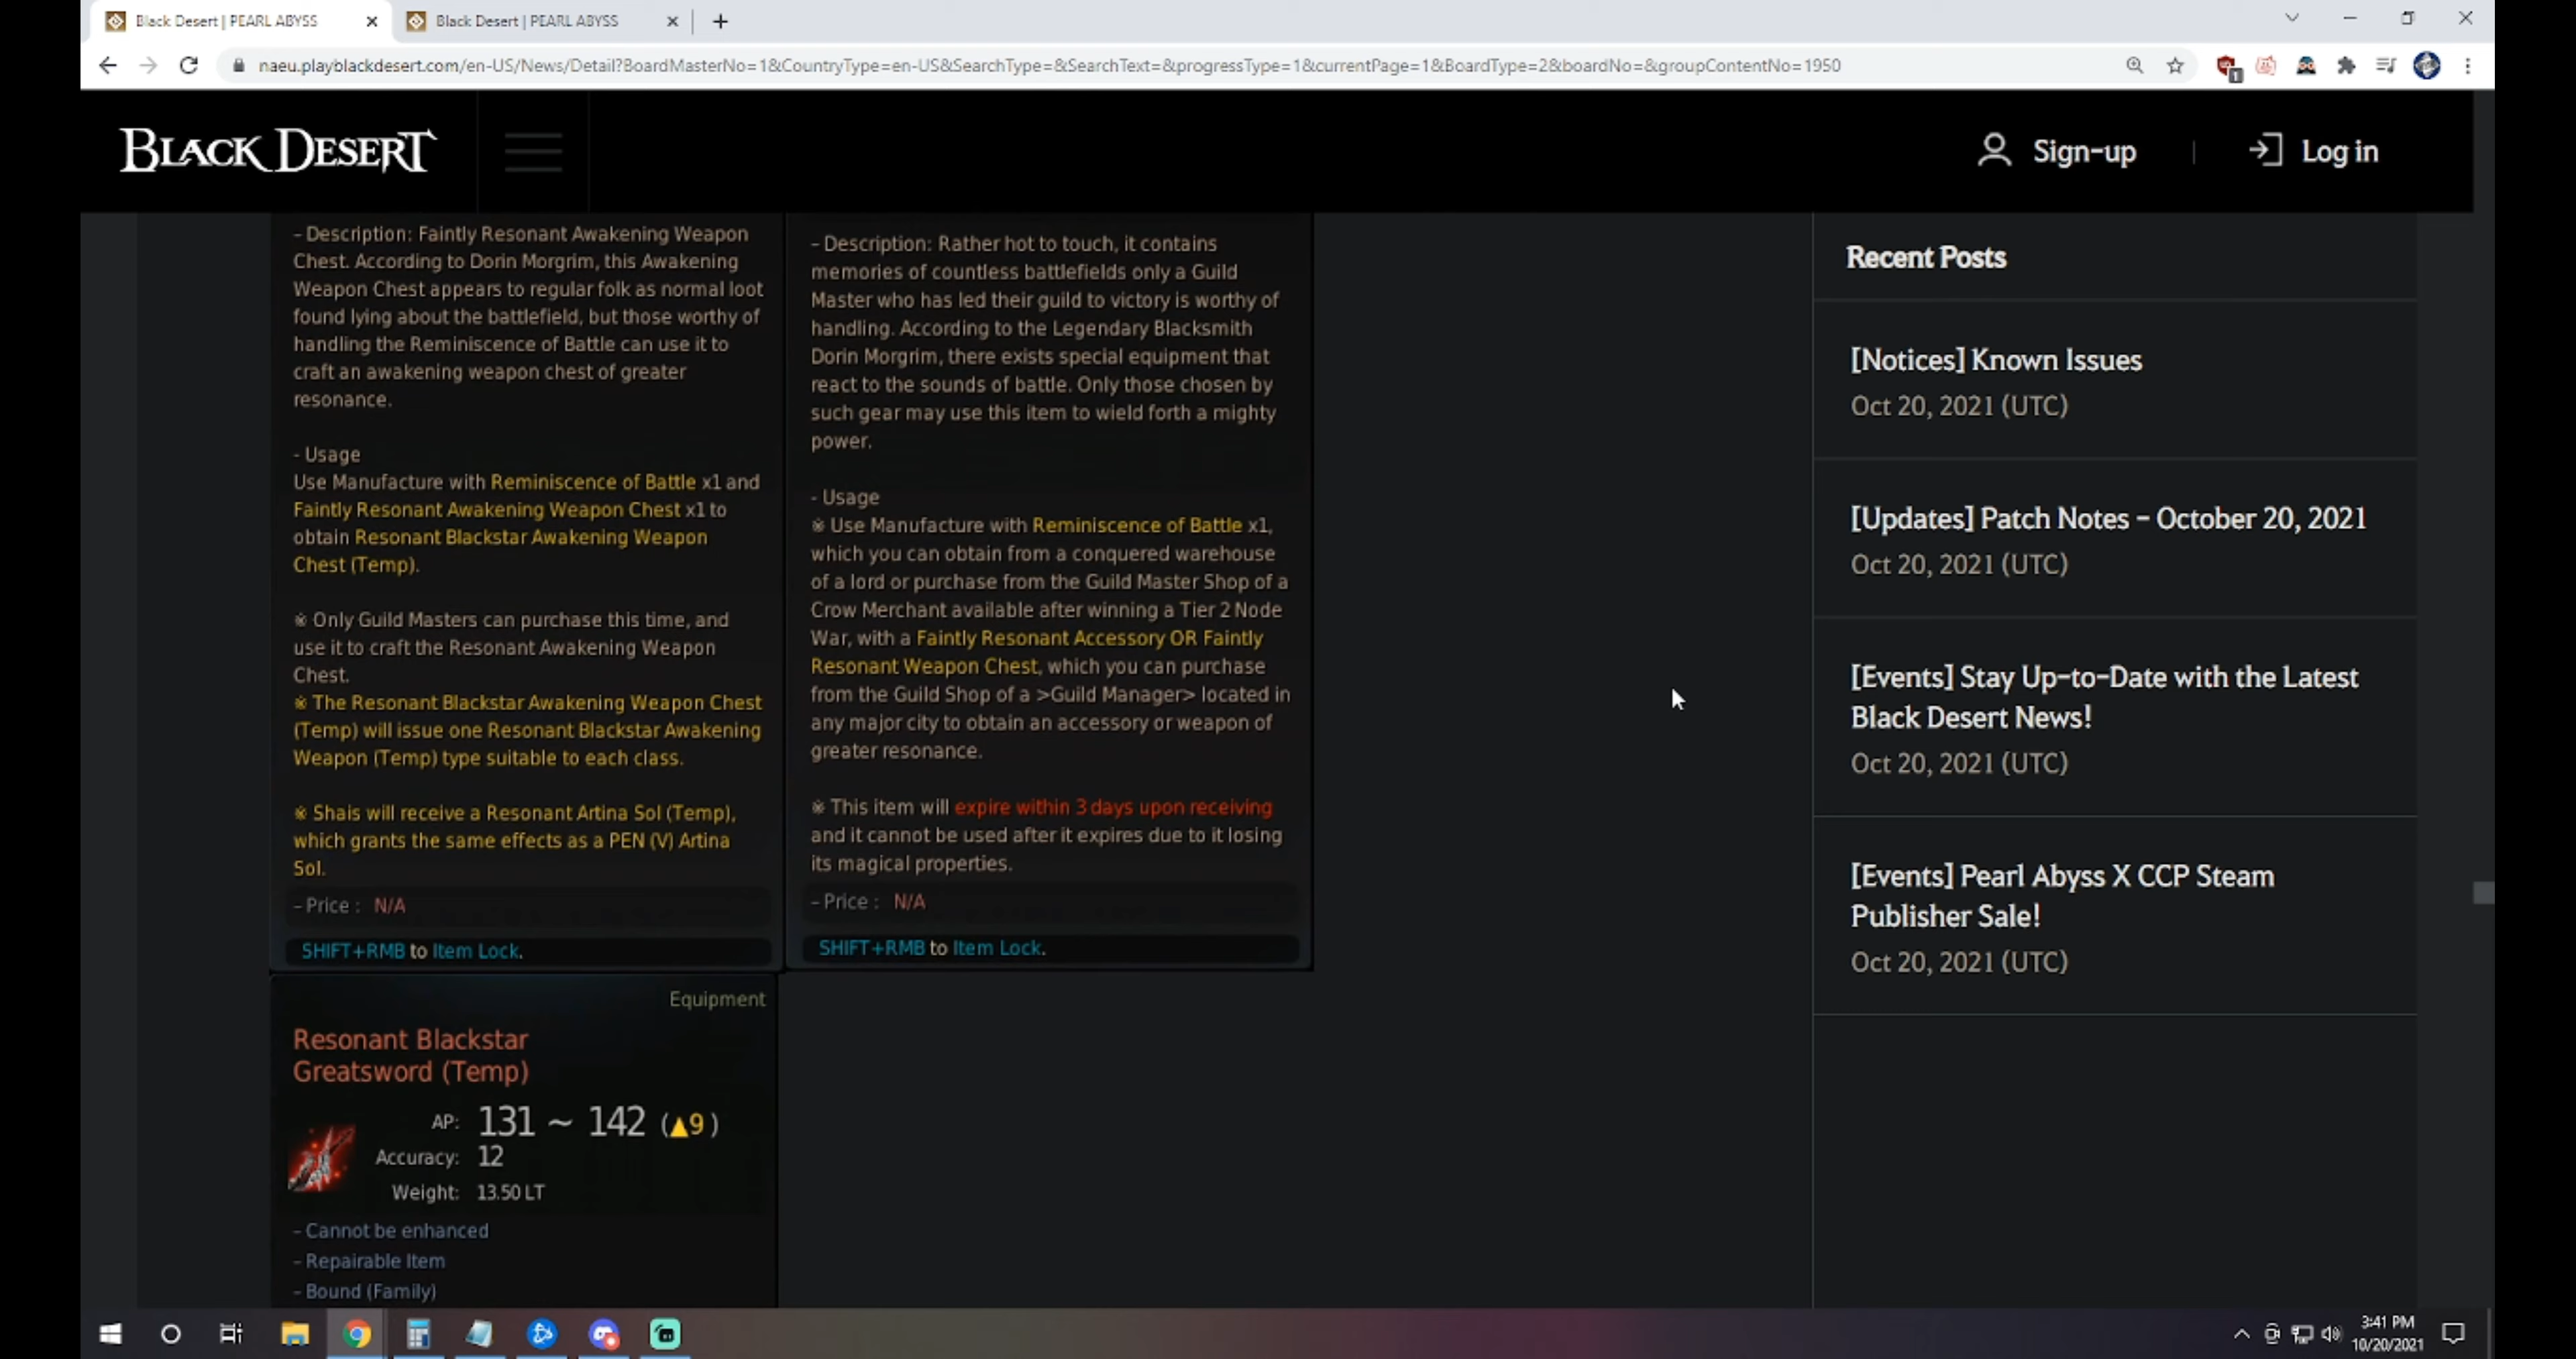 Black Desert | PEARL ABYSS
Black Desert | PEARL ABYSS
naeu.playblackdesert.com/en-US/News/Detail?BoardMasterNo=1&CountryType=en-US&SearchType=&SearchText=&progressType=1&currentPage=1&BoardType=2&boardNo=&groupContentNo=1950
1
BLACK DESERT
Sign-up
Log in
- Description: Faintly Resonant Awakening Weapon
Chest. According to Dorin Morgrim, this Awakening
Weapon Chest appears to regular folk as normal loot
found lying about the battlefield, but those worthy of
handling the Reminiscence of Battle can use it to
craft an awakening weapon chest of greater
resonance.
- Usage
Use Manufacture with Reminiscence of Battle x1 and
Faintly Resonant Awakening Weapon Chest x1 to
obtain Resonant Blackstar Awakening Weapon
Chest (Temp).
※ Only Guild Masters can purchase this time, and
use it to craft the Resonant Awakening Weapon
Chest.
※ The Resonant Blackstar Awakening Weapon Chest
(Temp) will issue one Resonant Blackstar Awakening
Weapon (Temp) type suitable to each class.
※ Shais will receive a Resonant Artina Sol (Temp),
which grants the same effects as a PEN (V) Artina
Sol.
- Price : N/A
SHIFT+RMB to Item Lock.
- Description: Rather hot to touch, it contains
memories of countless battlefields only a Guild
Master who has led their guild to victory is worthy of
handling. According to the Legendary Blacksmith
Dorin Morgrim, there exists special equipment that
react to the sounds of battle. Only those chosen by
such gear may use this item to wield forth a mighty
power.
- Usage
※ Use Manufacture with Reminiscence of Battle x1,
which you can obtain from a conquered warehouse
of a lord or purchase from the Guild Master Shop of a
Crow Merchant available after winning a Tier 2 Node
War, with a Faintly Resonant Accessory OR Faintly
Resonant Weapon Chest, which you can purchase
from the Guild Shop of a >Guild Manager> located in
any major city to obtain an accessory or weapon of
greater resonance.
※ This item will expire within 3 days upon receiving
and it cannot be used after it expires due to it losing
its magical properties.
- Price : N/A
SHIFT+RMB to Item Lock.
Equipment
Resonant Blackstar
Greatsword (Temp)
AP: 131 ~ 142 (▲9 )
Accuracy: 12
Weight: 13.50 LT
- Cannot be enhanced
- Repairable Item
- Bound (Family)
Recent Posts
[Notices] Known Issues
Oct 20, 2021 (UTC)
[Updates] Patch Notes - October 20, 2021
Oct 20, 2021 (UTC)
[Events] Stay Up-to-Date with the Latest
Black Desert News!
Oct 20, 2021 (UTC)
[Events] Pearl Abyss X CCP Steam
Publisher Sale!
Oct 20, 2021 (UTC)
3:41 PM
10/20/2021